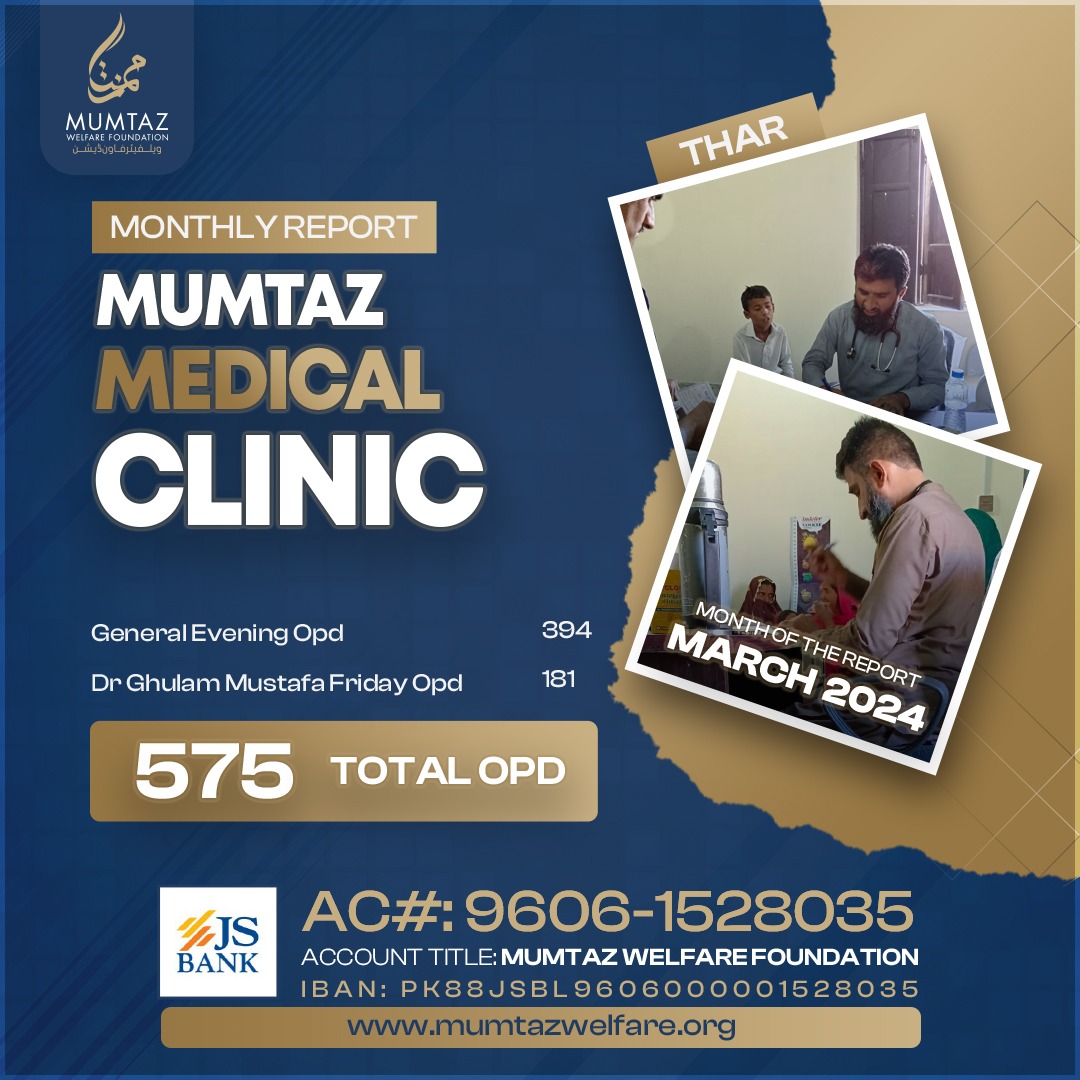 ممتاز
MUMTAZ
WELFARE FOUNDATION
ویلفیئرفاونڈیشن
THAR
MONTHLY REPORT
MUMTAZ
MEDICAL
CLINIC
General Evening Opd 394
Dr Ghulam Mustafa Friday Opd 181
575 TOTAL OPD
MONTH OF THE REPORT
MARCH 2024
JS
BANK
AC#: 9606-1528035
ACCOUNT TITLE: MUMTAZ WELFARE FOUNDATION
IBAN: PK88JSBL9606000001528035
www.mumtazwelfare.org